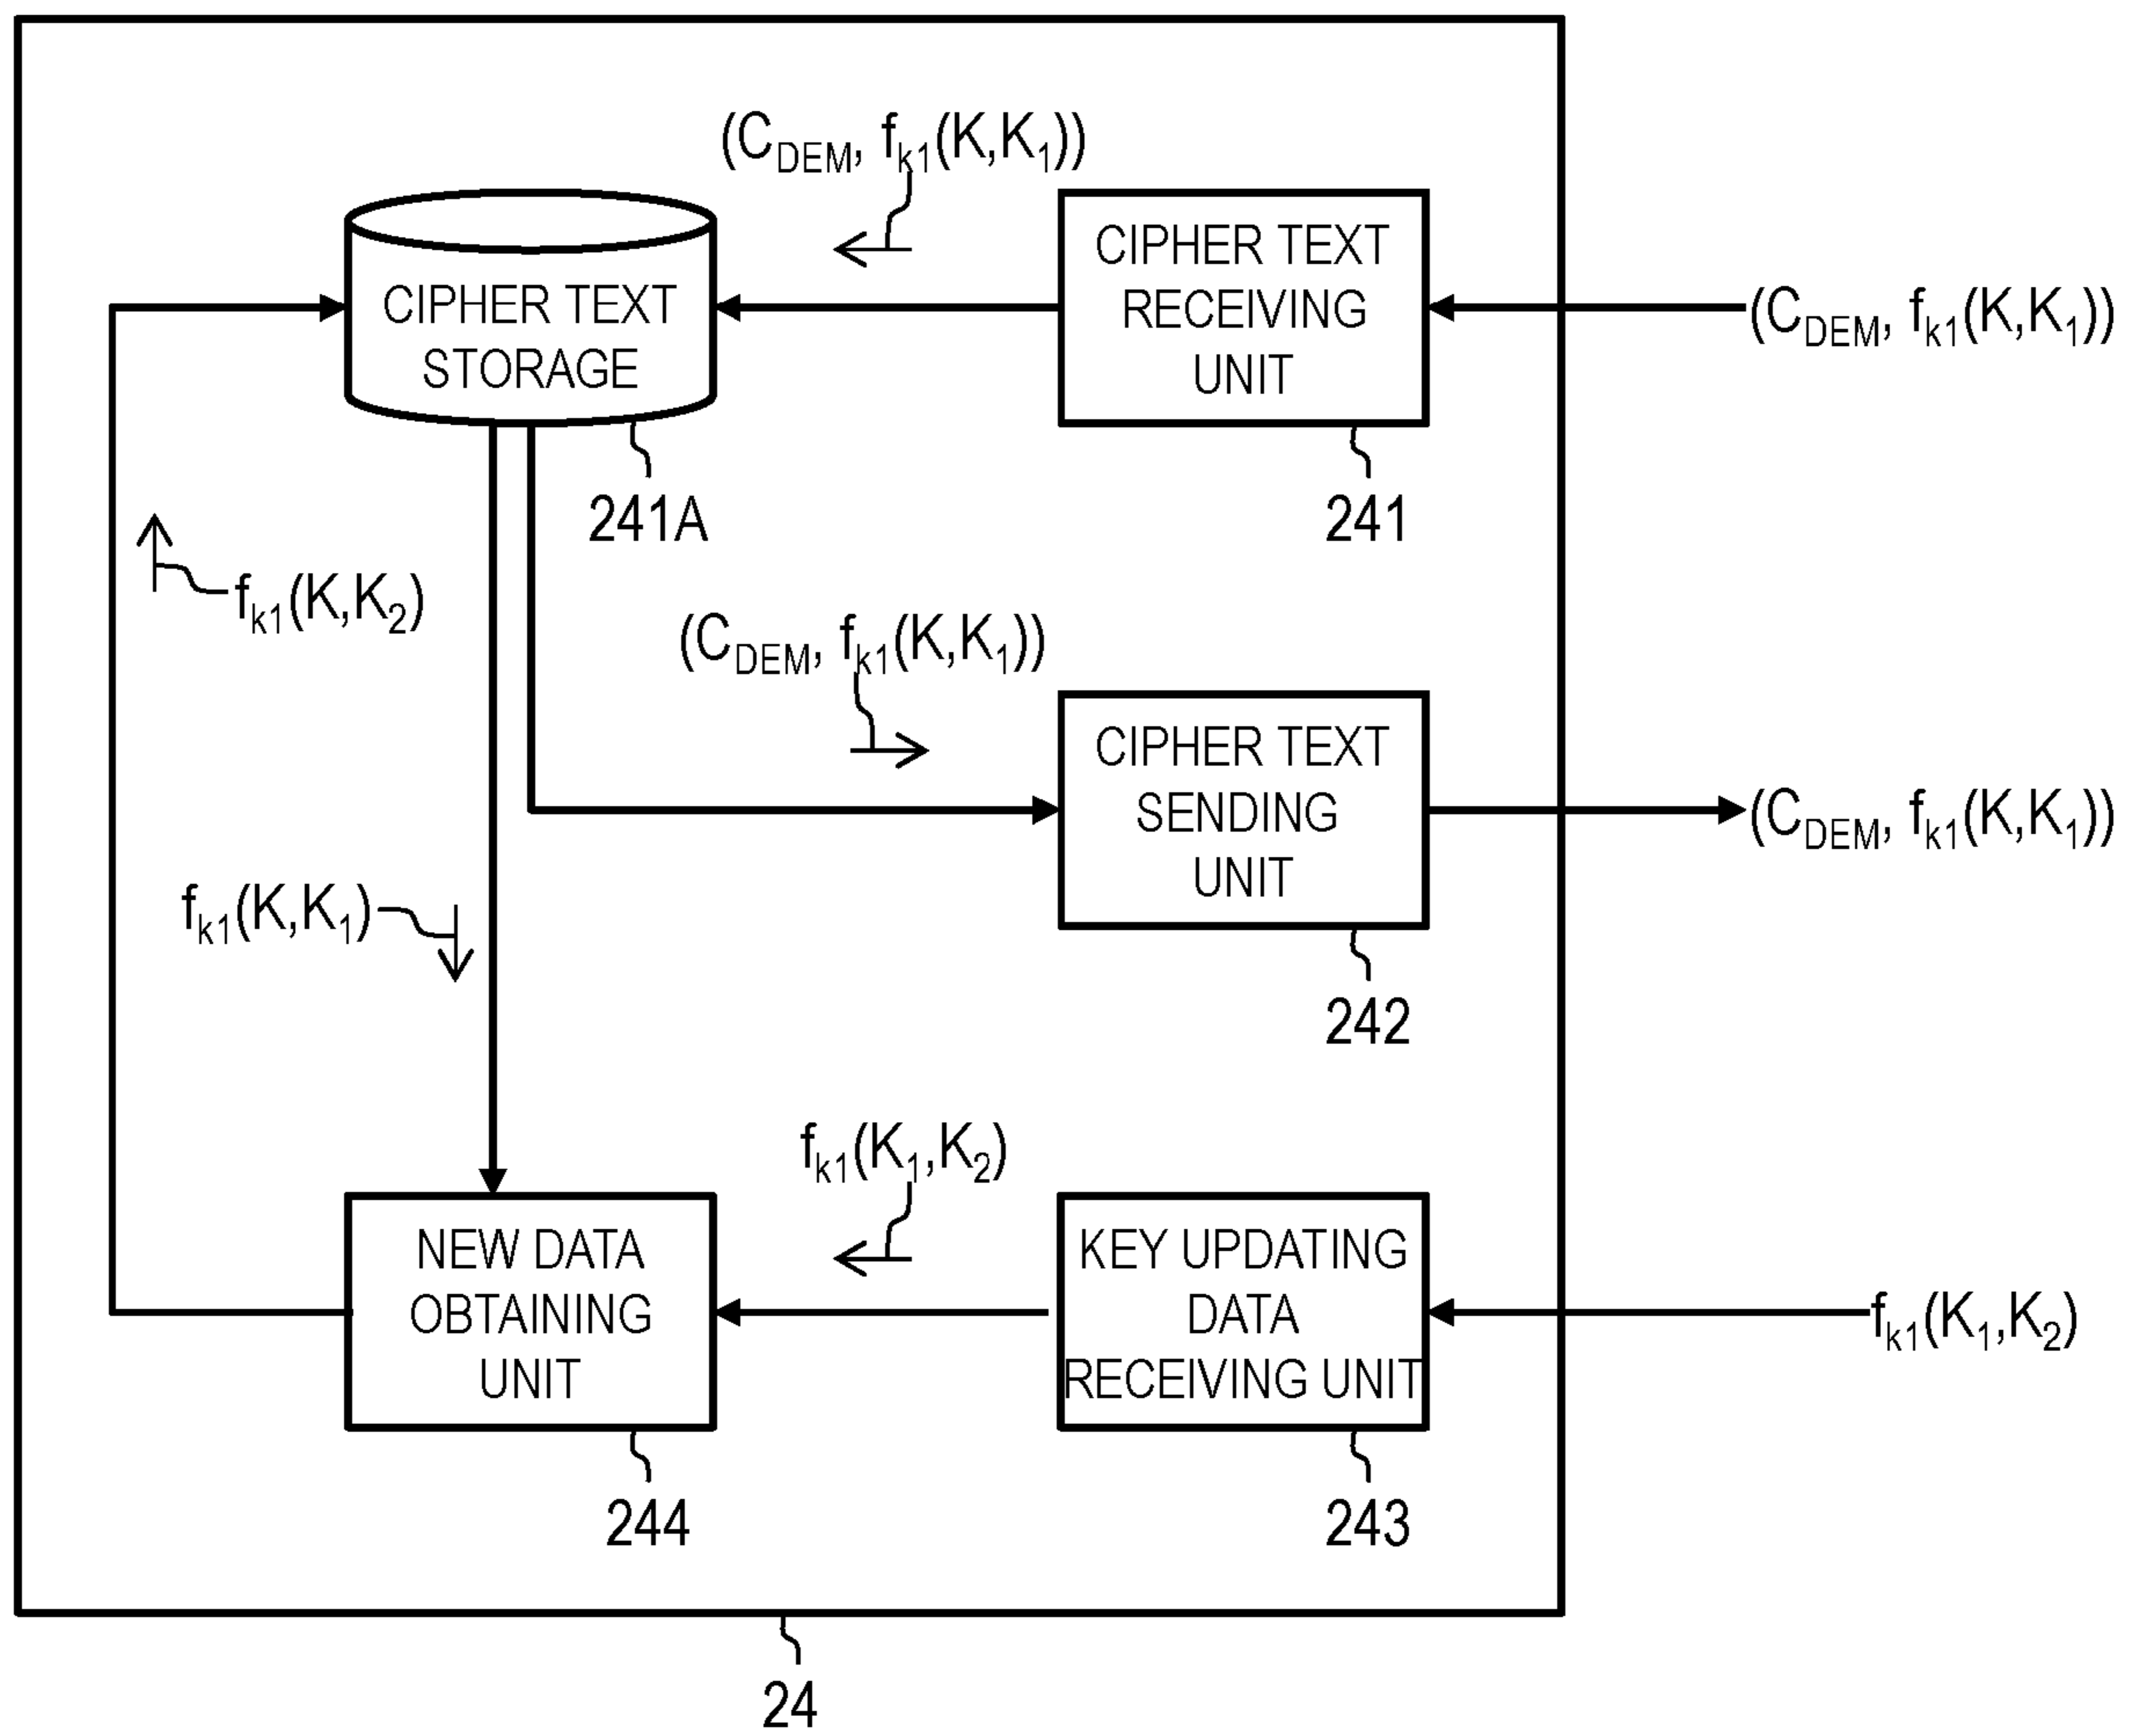 (C_DEM, f_k1(K,K_1))
CIPHER TEXT
STORAGE
241A
CIPHER TEXT
RECEIVING
UNIT
241
(C_DEM, f_k1(K,K_1))
f_k1(K,K_2)
(C_DEM, f_k1(K,K_1))
CIPHER TEXT
SENDING
UNIT
242
(C_DEM, f_k1(K,K_1))
f_k1(K,K_1)
f_k1(K_1,K_2)
NEW DATA
OBTAINING
UNIT
244
KEY UPDATING
DATA
RECEIVING UNIT
243
f_k1(K_1,K_2)
24